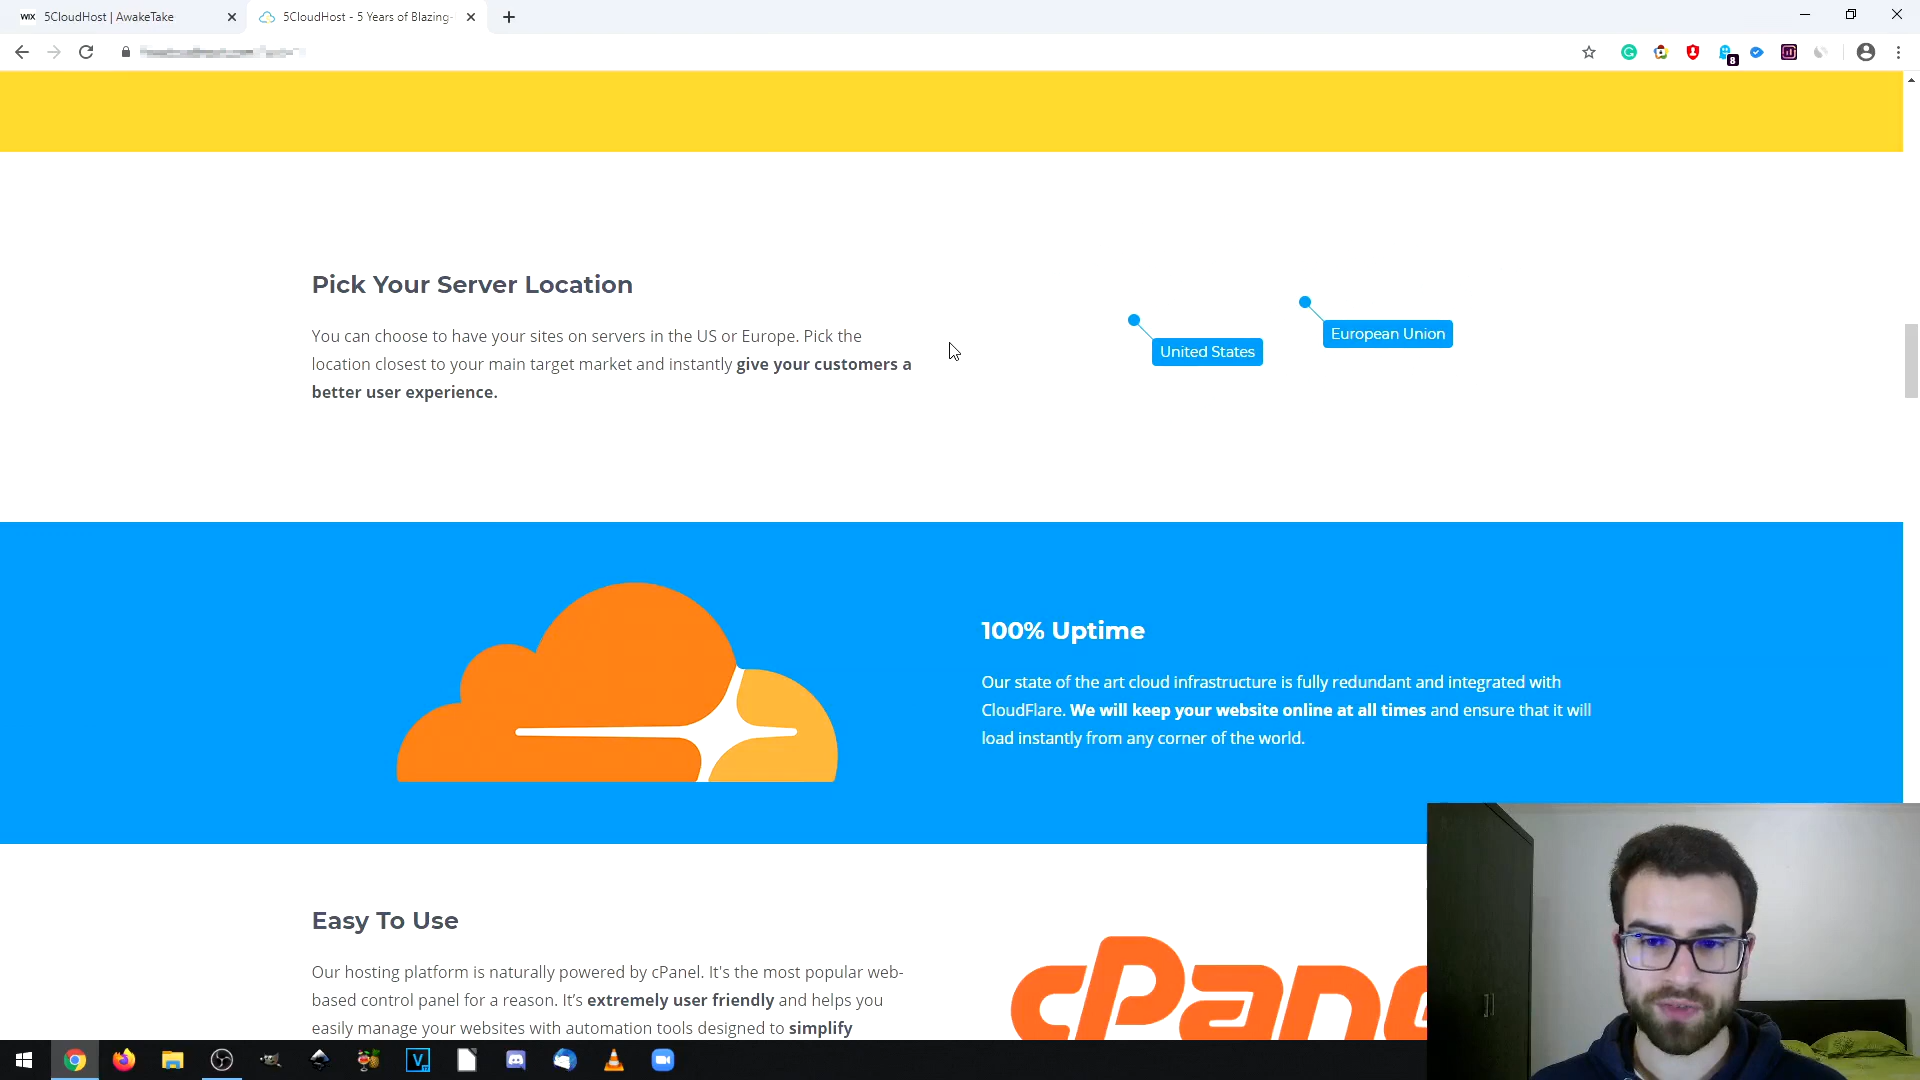 WIX 5CloudHost | AwakeTake
5CloudHost - 5 Years of Blazing-
8
Pick Your Server Location
You can choose to have your sites on servers in the US or Europe. Pick the
location closest to your main target market and instantly give your customers a
better user experience.
United States
European Union
100% Uptime
Our state of the art cloud infrastructure is fully redundant and integrated with
CloudFlare. We will keep your website online at all times and ensure that it will
load instantly from any corner of the world.
Easy To Use
Our hosting platform is naturally powered by cPanel. It's the most popular web-
based control panel for a reason. It’s extremely user friendly and helps you
easily manage your websites with automation tools designed to simplify
cPane
V